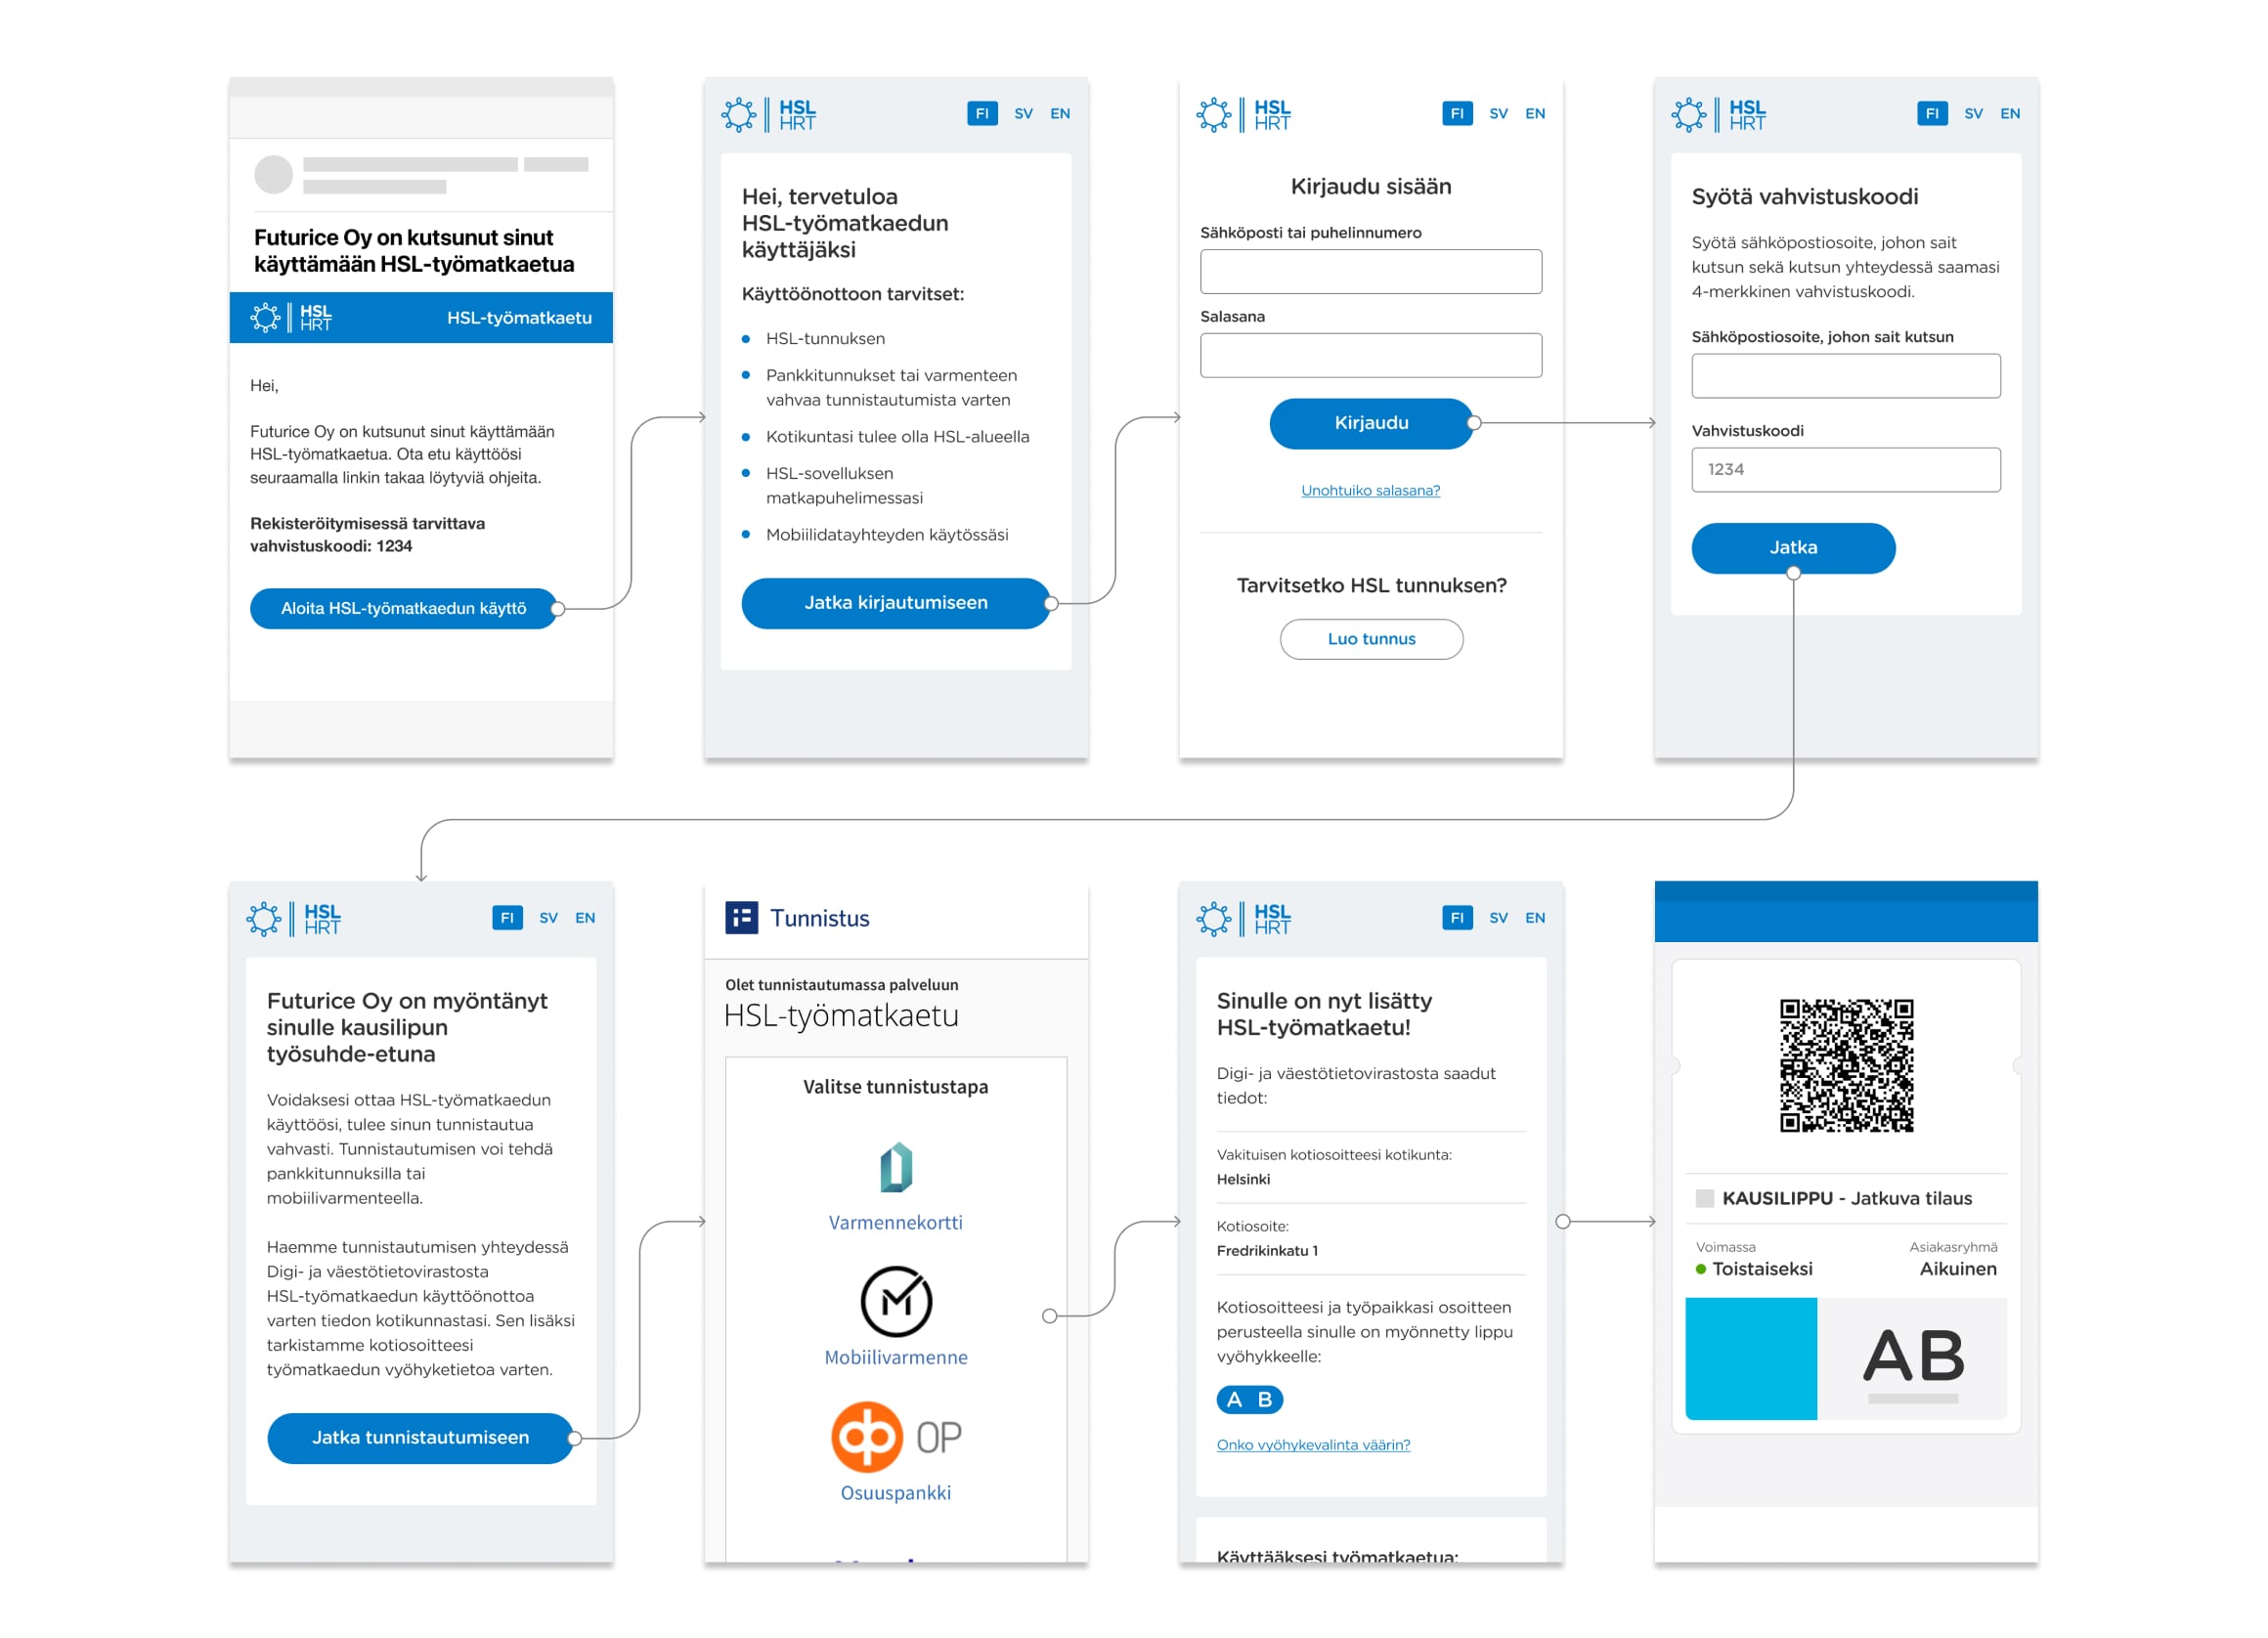 Futurice Oy on kutsunut sinut
käyttämään HSL-työmatkaetua
HSL
HRT
HSL-työmatkaetu
Hei,
Futurice Oy on kutsunut sinut käyttämään
HSL-työmatkaetua. Ota etu käyttöösi
seuraamalla linkin takaa löytyviä ohjeita.
Rekisteröitymisessä tarvittava
vahvistuskoodi: 1234
Aloita HSL-työmatkaedun käyttö
HSL
HRT
FI SV EN
Hei, tervetuloa
HSL-työmatkaedun
käyttäjäksi
Käyttöönottoon tarvitset:
HSL-tunnuksen
Pankkitunnukset tai varmenteen
vahvaa tunnistautumista varten
Kotikuntasi tulee olla HSL-alueella
HSL-sovelluksen
matkapuhelimessasi
Mobiilidatayhteyden käytössäsi
Jatka kirjautumiseen
HSL
HRT
FI SV EN
Kirjaudu sisään
Sähköposti tai puhelinnumero
Salasana
Kirjaudu
Unohtuiko salasana?
Tarvitsetko HSL tunnuksen?
Luo tunnus
HSL
HRT
FI SV EN
Syötä vahvistuskoodi
Syötä sähköpostiosoite, johon sait
kutsun sekä kutsun yhteydessä saamasi
4-merkkinen vahvistuskoodi.
Sähköpostiosoite, johon sait kutsun
Vahvistuskoodi
1234
Jatka
HSL
HRT
FI SV EN
Futurice Oy on myöntänyt
sinulle kausilipun
työsuhde-etuna
Voidaksesi ottaa HSL-työmatkaedun
käyttöösi, tulee sinun tunnistautua
vahvasti. Tunnistautumisen voi tehdä
pankkitunnuksilla tai
mobiilivarmenteella.
Haemme tunnistautumisen yhteydessä
Digi- ja väestötietovirastosta
HSL-työmatkaedun käyttöönottoa
varten tiedon kotikunnastasi. Sen lisäksi
tarkistamme kotiosoitteesi
työmatkaedun vyöhyketietoa varten.
Jatka tunnistautumiseen
Tunnistus
Olet tunnistautumassa palveluun
HSL-työmatkaetu
Valitse tunnistustapa
Varmennekortti
M
Mobiilivarmenne
OP
Osuuspankki
HSL
HRT
FI SV EN
Sinulle on nyt lisätty
HSL-työmatkaetu!
Digi- ja väestötietovirastosta saadut
tiedot:
Vakituisen kotiosoitteesi kotikunta:
Helsinki
Kotiosoite:
Fredrikinkatu 1
Kotiosoitteesi ja työpaikkasi osoitteen
perusteella sinulle on myönnetty lippu
vyöhykkeelle:
A B
Onko vyöhykevalinta väärin?
Käyttääksesi työmatkaetua:
KAUSILIPPU - Jatkuva tilaus
Voimassa Asiakasryhmä
Toistaiseksi Aikuinen
AB